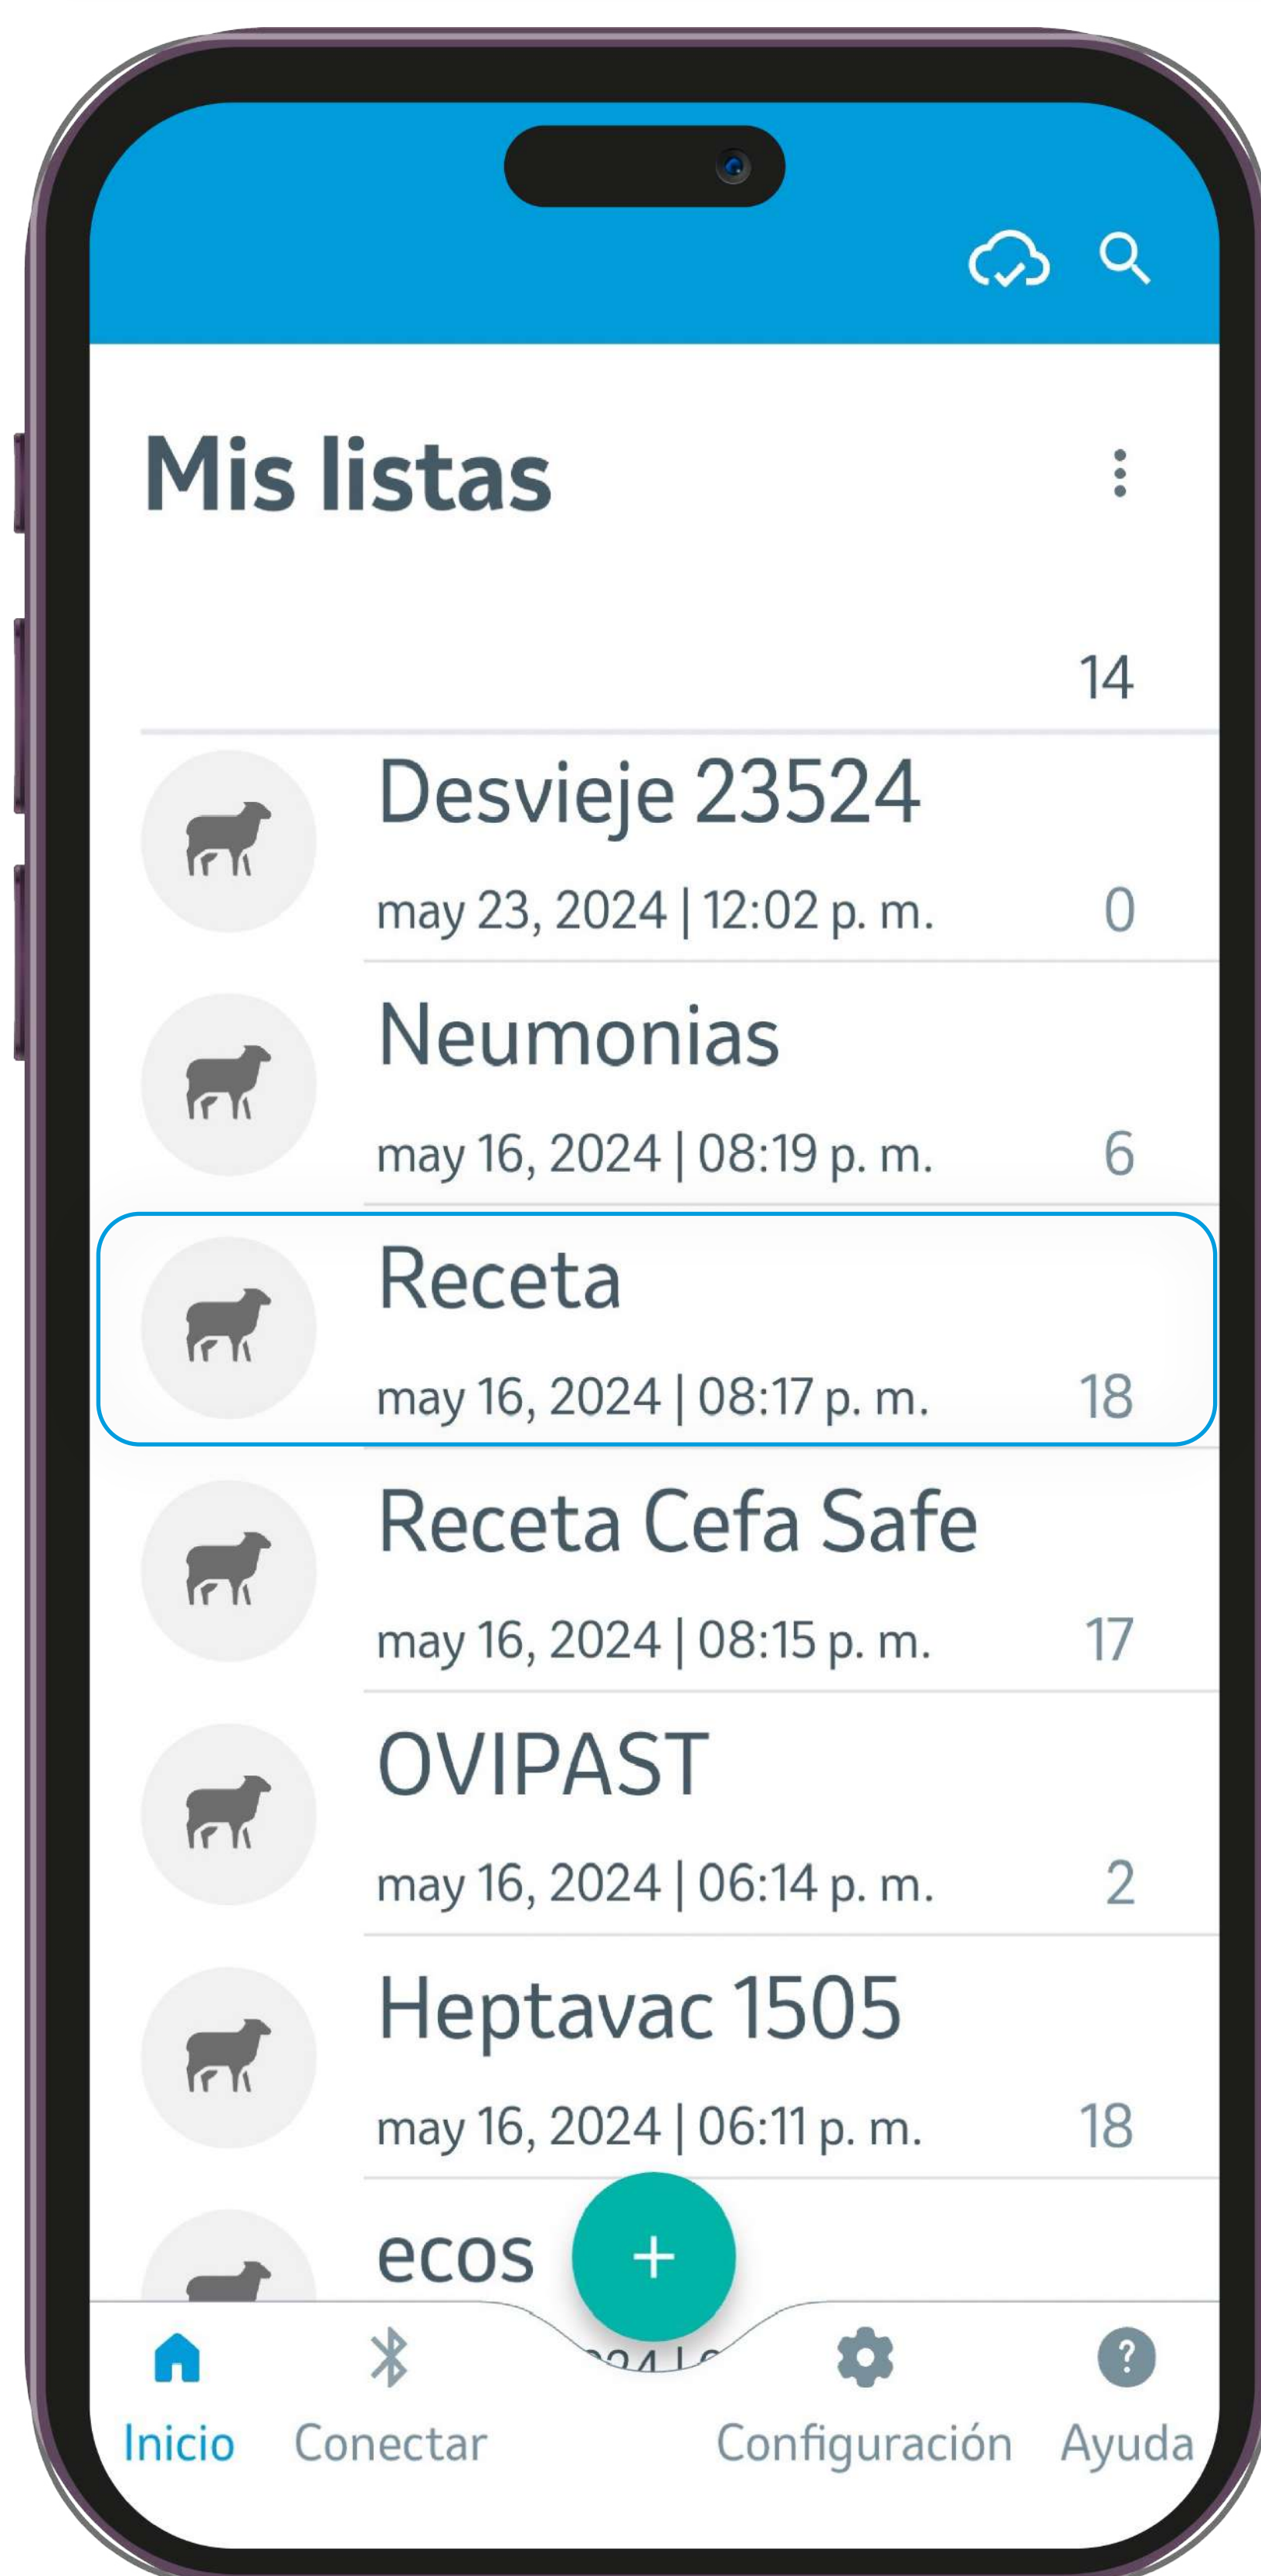 Mis listas
14
Desvieje 23524
may 23, 2024 | 12:02 p. m. 0
Neumonias
may 16, 2024 | 08:19 p. m. 6
Receta
may 16, 2024 | 08:17 p. m. 18
Receta Cefa Safe
may 16, 2024 | 08:15 p. m. 17
OVIPAST
may 16, 2024 | 06:14 p. m. 2
Heptavac 1505
may 16, 2024 | 06:11 p. m. 18
ecos
+
Inicio Conectar Configuración Ayuda